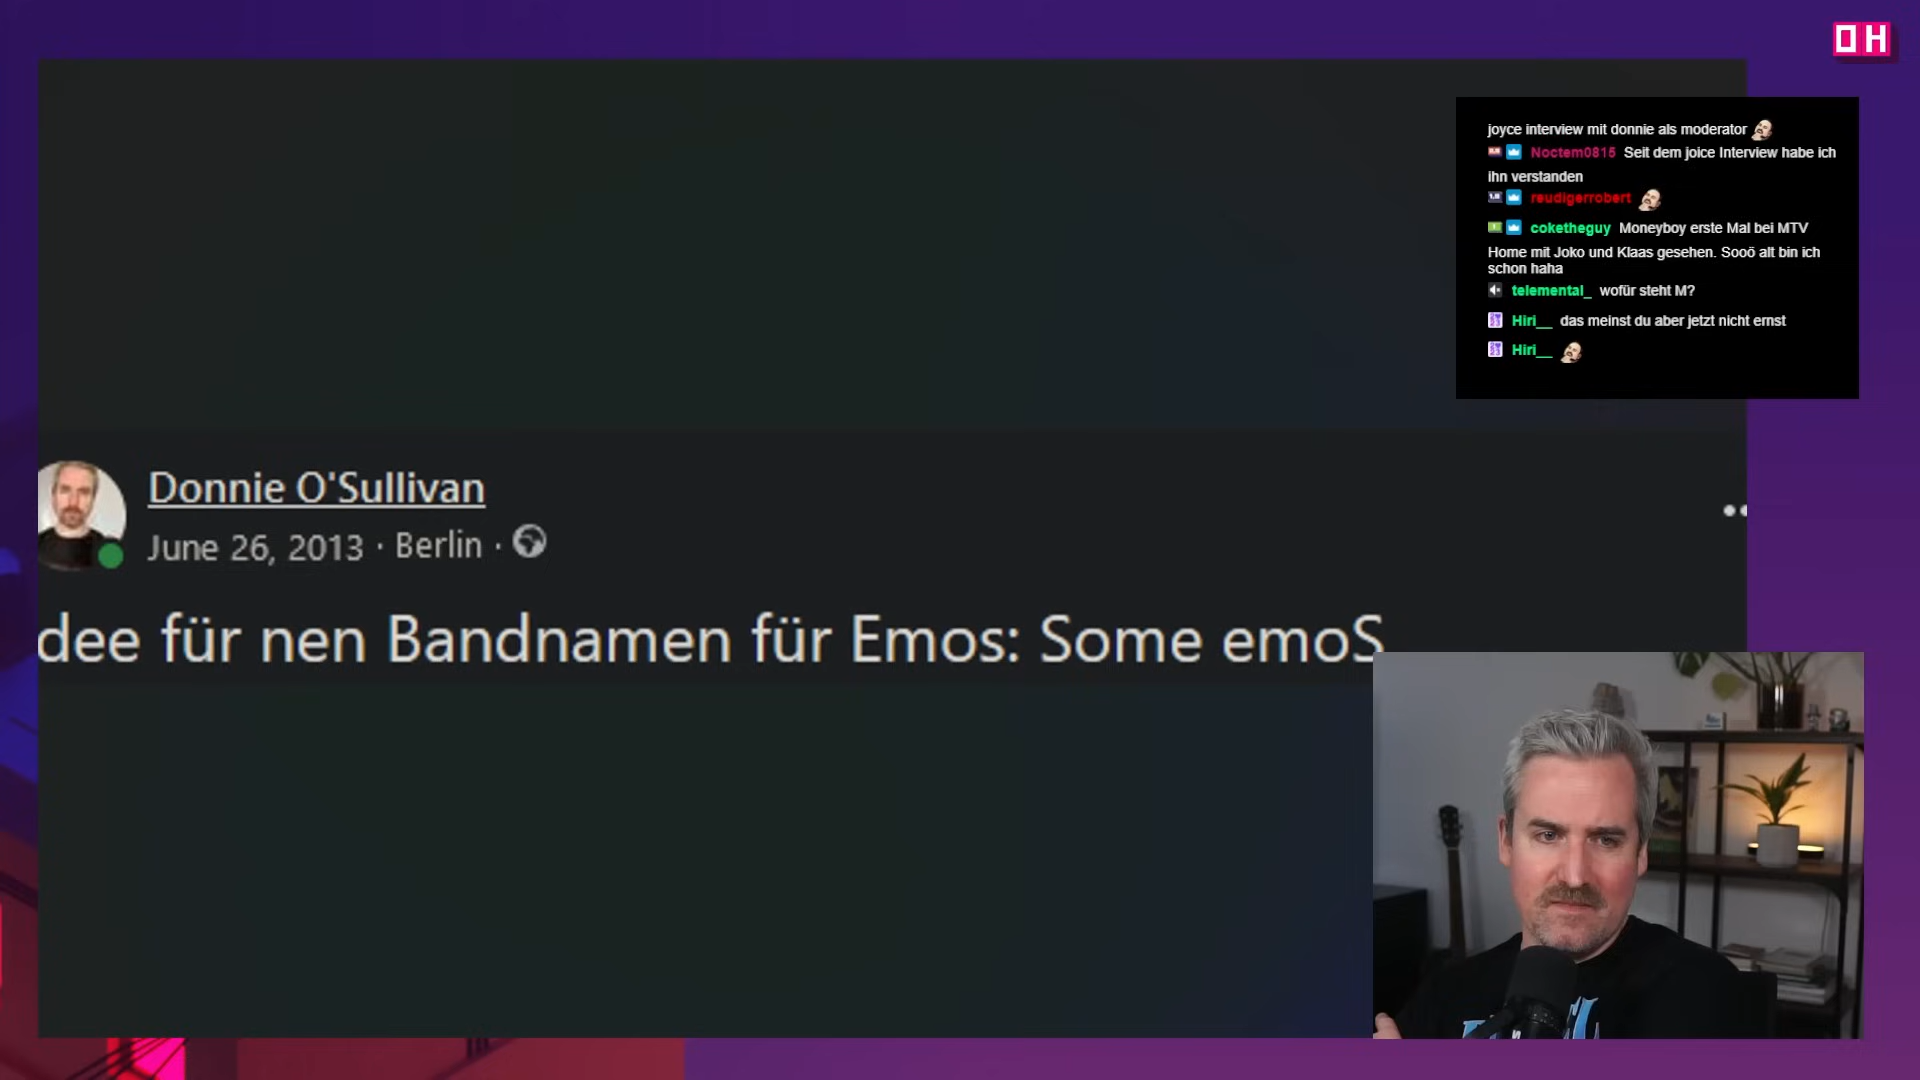 OH
joyce interview mit donnie als moderator
Noctem0815 Seit dem joice Interview habe ich
ihn verstanden
reudigerrobert
coketheguy Moneyboy erste Mal bei MTV
Home mit Joko und Klaas gesehen. Sooö alt bin ich
schon haha
telemental_ wofür steht M?
Hiri__ das meinst du aber jetzt nicht ernst
Hiri__
Donnie O'Sullivan
June 26, 2013 · Berlin ·
dee für nen Bandnamen für Emos: Some emoS